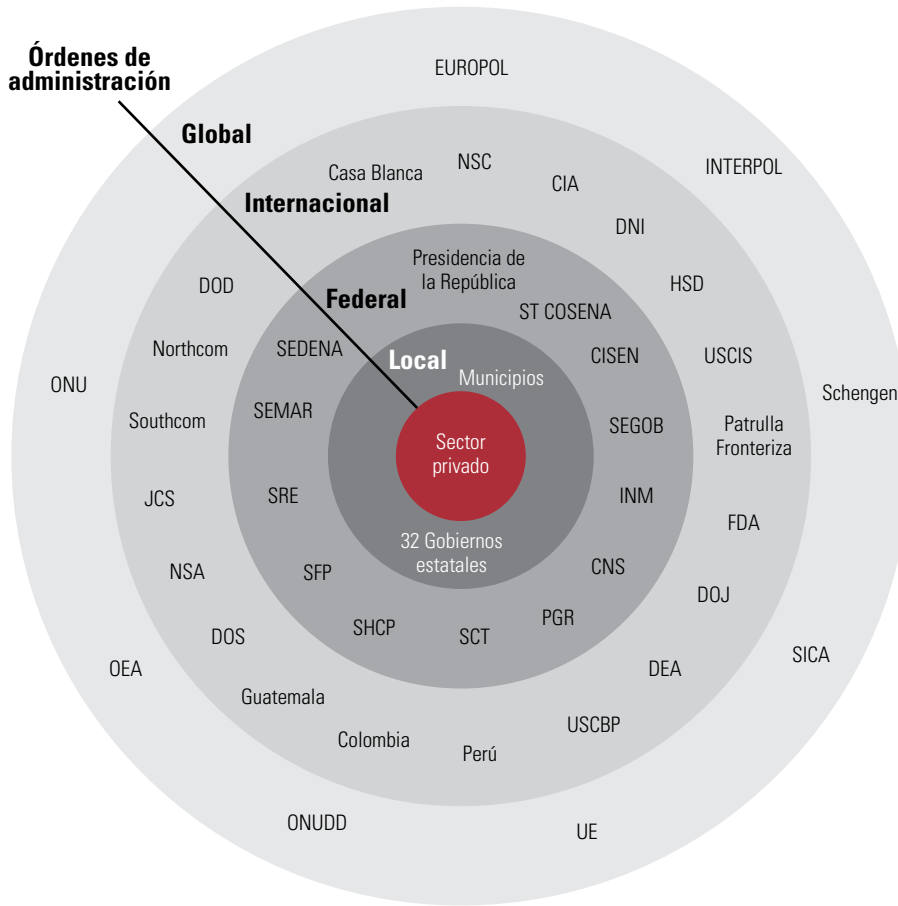 Órdenes de
administración
EUROPOL
Global
INTERPOL
NSC
Casa Blanca
CIA
Internacional
DNI
Presidencia de
la República
DOD
HSD
Federal
ST COSENA
Northcom
SEDENA
Local
CISEN
USCIS
Municipios
ONU
Schengen
SEMAR
Southcom
SEGOB
Patrulla
Fronteriza
Sector
privado
JCS
SRE
INM
FDA
32 Gobiernos
estatales
NSA
SFP
CNS
DOJ
SHCP
SCT
PGR
DOS
OEA
DEA
SICA
Guatemala
Colombia
Perú
USCBP
ONUDD
UE